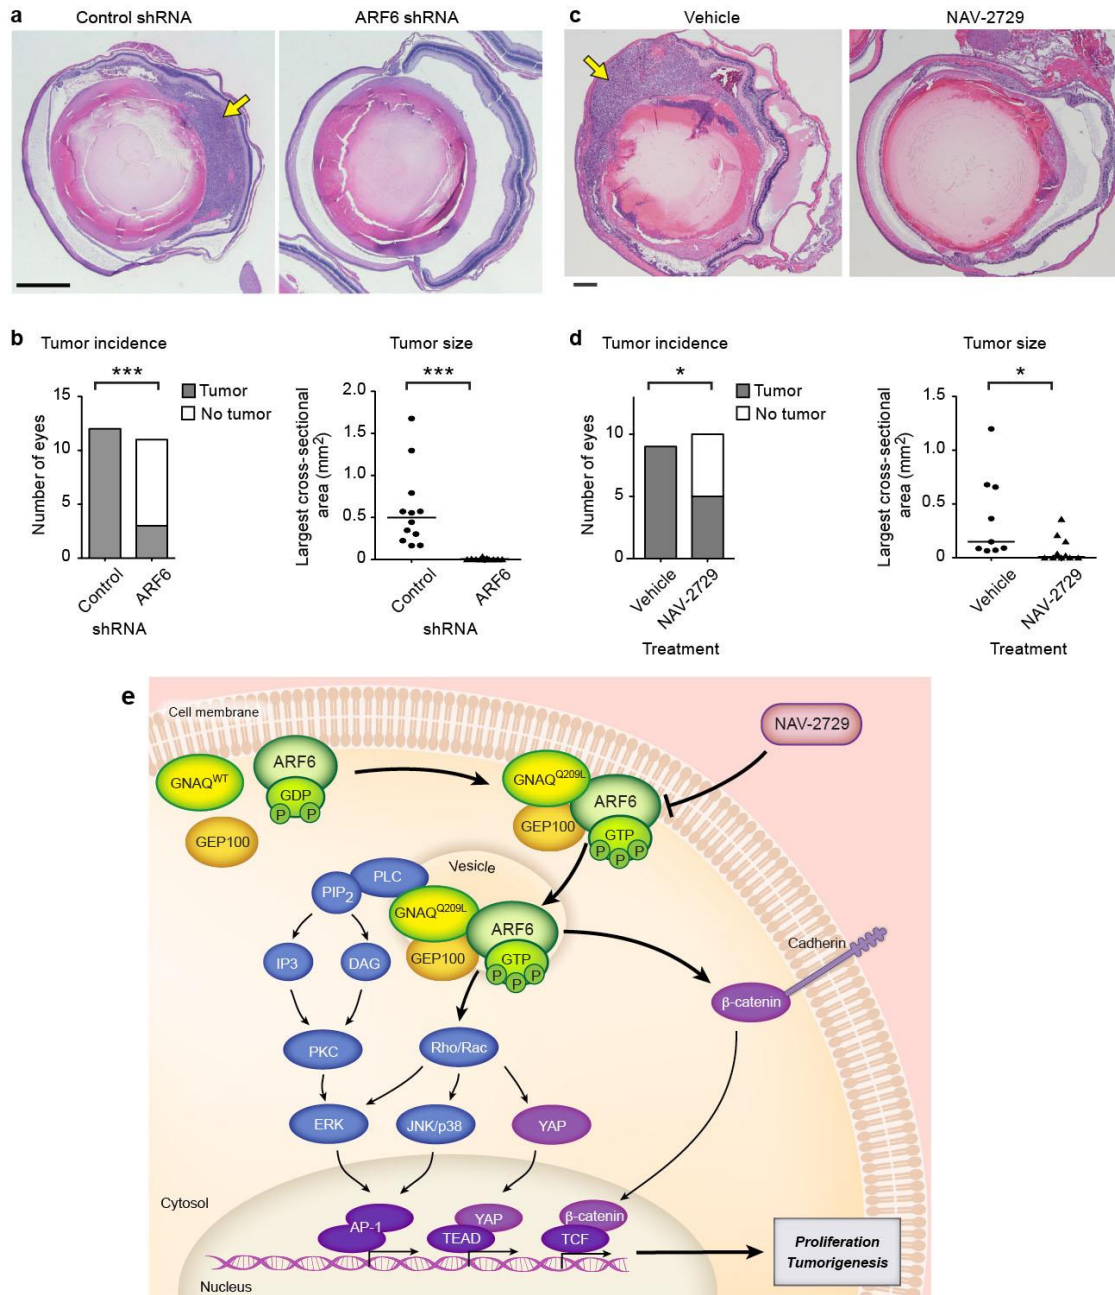 a
Control shRNA
ARF6 shRNA
c
Vehicle
NAV-2729
b
Tumor incidence
***
Tumor
No tumor
Number of eyes
15
10
5
0
Control
ARF6
shRNA
Tumor size
***
Largest cross-sectional
area (mm2)
2.0
1.5
1.0
0.5
0
Control
ARF6
shRNA
d
Tumor incidence
*
Tumor
No tumor
Number of eyes
10
5
0
Vehicle
NAV-2729
Treatment
Tumor size
*
Largest cross-sectional
area (mm2)
1.5
1.0
0.5
0
Vehicle
NAV-2729
Treatment
e
Cell membrane
NAV-2729
GNAQWT
ARF6
GDP
P P
GEP100
GNAQQ209L
ARF6
GEP100
GTP
P P P
Vesicle
PLC
PIP2
GNAQQ209L
ARF6
GEP100
GTP
P P P
IP3
DAG
Cadherin
β-catenin
PKC
Rho/Rac
ERK
JNK/p38
YAP
Cytosol
AP-1
YAP
TEAD
β-catenin
TCF
Proliferation
Tumorigenesis
Nucleus